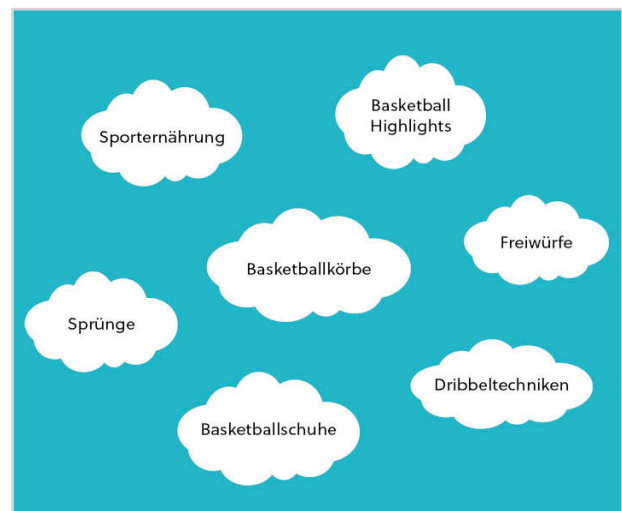 Basketball
Highlights
Sporternährung
Freiwürfe
Basketballkörbe
Sprünge
Dribbeltechniken
Basketballschuhe